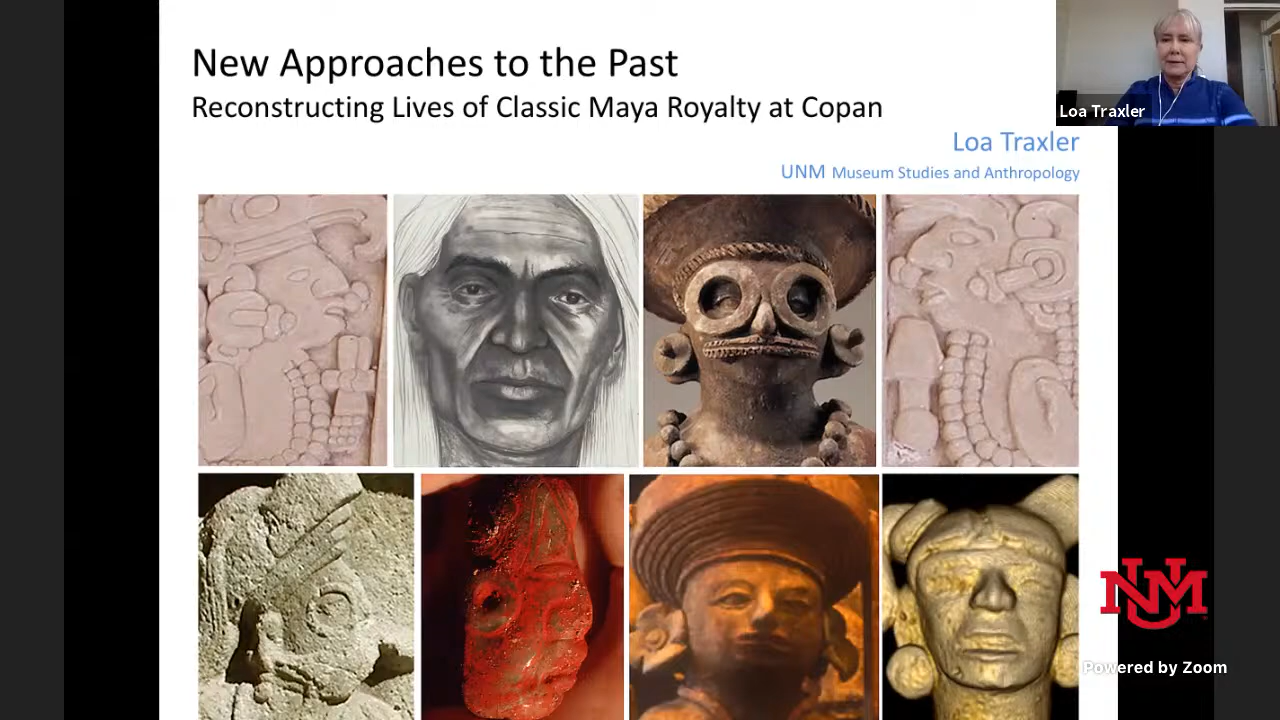 New Approaches to the Past
Reconstructing Lives of Classic Maya Royalty at Copan
Loa Traxler
Loa Traxler
UNM Museum Studies and Anthropology
UNM
Powered by Zoom